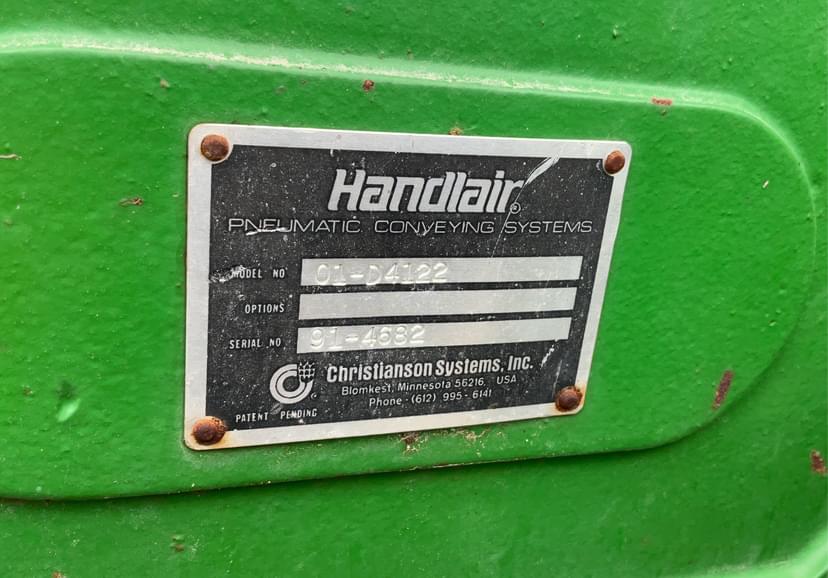 Handlair®
PNEUMATIC CONVEYING SYSTEMS
MODEL NO 01-D4122
OPTIONS
SERIAL NO 91-4682
Christianson Systems, Inc.
Blomkest, Minnesota 56216, USA
Phone (612) 995-6141
PATENT PENDING